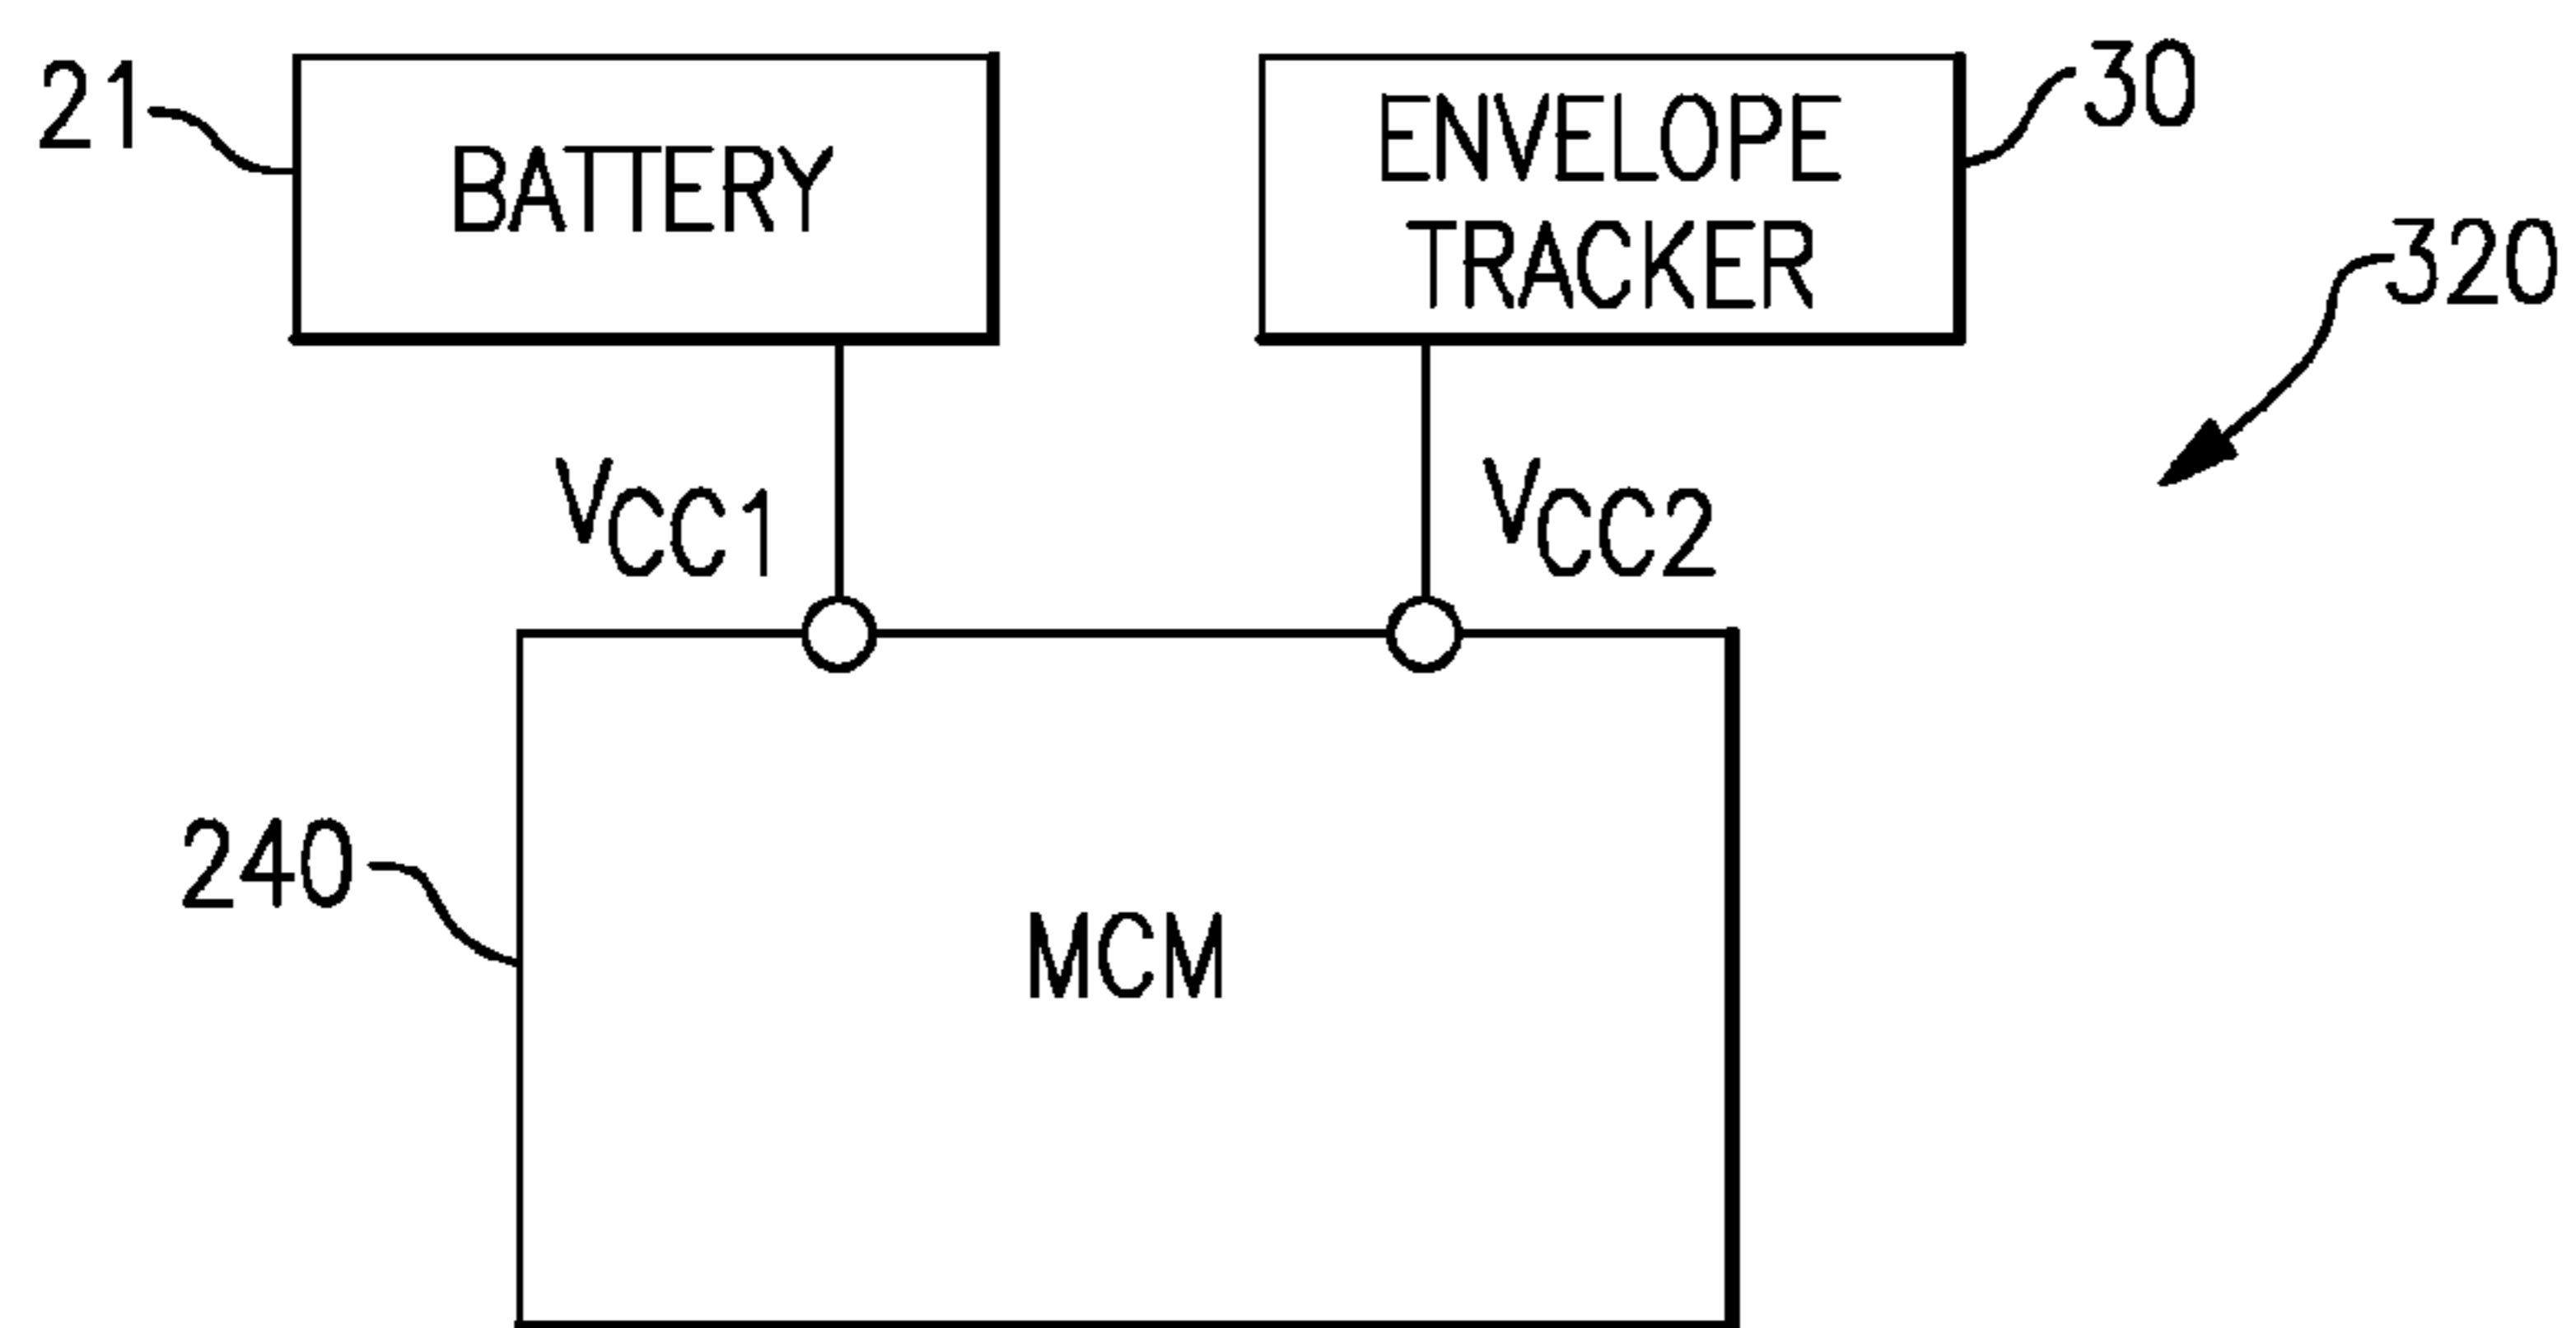 21
BATTERY
ENVELOPE
TRACKER
30
320
VCC1
VCC2
240
MCM